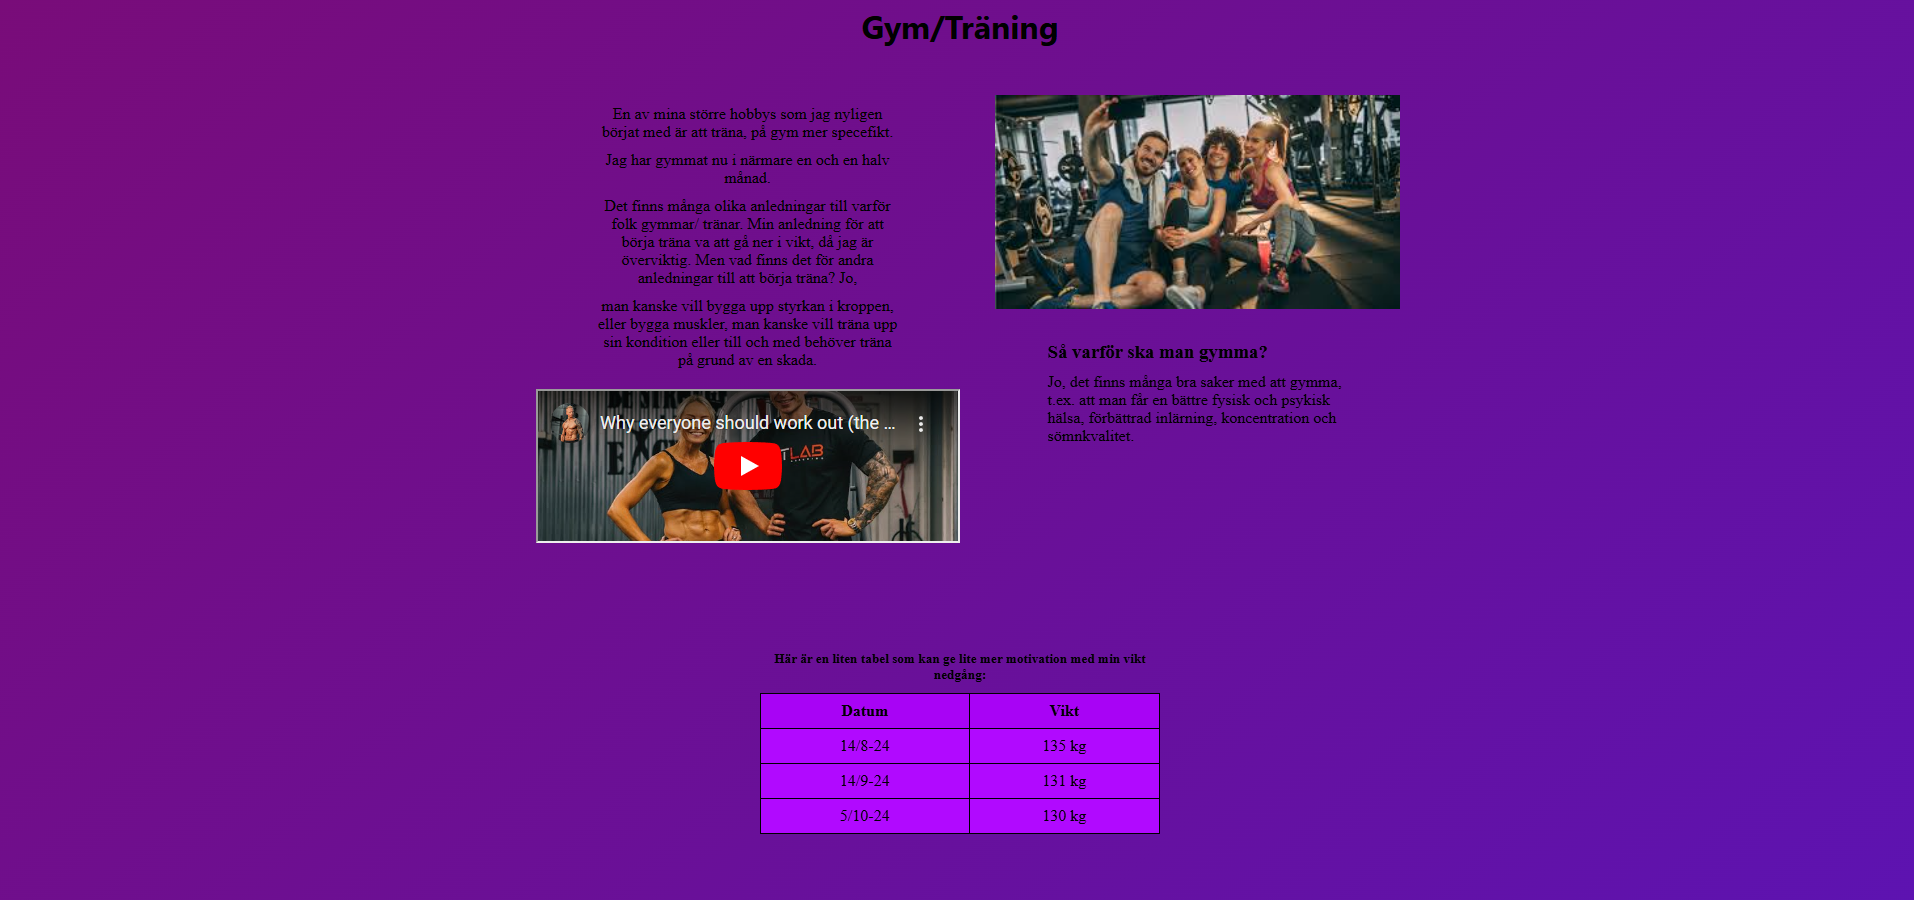 Gym/Träning
En av mina större hobbys som jag nyligen
börjat med är att träna, på gym mer specefikt.
Jag har gymmat nu i närmare en och en halv
månad.
Det finns många olika anledningar till varför
folk gymmar/ tränar. Min anledning för att
börja träna va att gå ner i vikt, då jag är
överviktig. Men vad finns det för andra
anledningar till att börja träna? Jo,
man kanske vill bygga upp styrkan i kroppen,
eller bygga muskler, man kanske vill träna upp
sin kondition eller till och med behöver träna
på grund av en skada.
Why everyone should work out (the ...
LAB
Så varför ska man gymma?
Jo, det finns många bra saker med att gymma,
t.ex. att man får en bättre fysisk och psykisk
hälsa, förbättrad inlärning, koncentration och
sömnkvalitet.
Här är en liten tabel som kan ge lite mer motivation med min vikt
nedgång:
Datum Vikt
14/8-24 135 kg
14/9-24 131 kg
5/10-24 130 kg